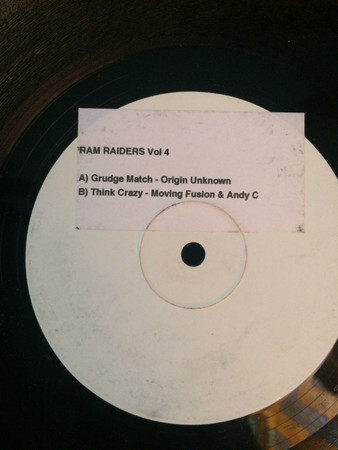 'RAM RAIDERS Vol 4
A) Grudge Match - Origin Unknown
B) Think Crazy - Moving Fusion & Andy C